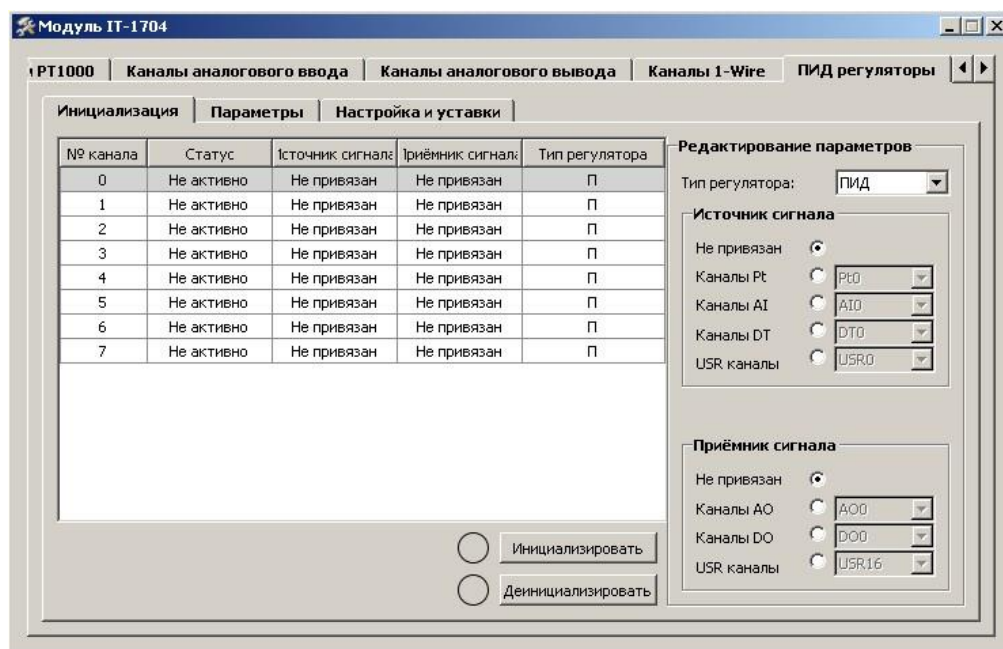 Модуль IT-1704
PT1000 Каналы аналогового ввода Каналы аналогового вывода Каналы 1-Wire ПИД регуляторы
Инициализация Параметры Настройка и уставки
№ канала Статус сточник сигнала риёмник сигнала Тип регулятора
0 Не активно Не привязан Не привязан П
1 Не активно Не привязан Не привязан П
2 Не активно Не привязан Не привязан П
3 Не активно Не привязан Не привязан П
4 Не активно Не привязан Не привязан П
5 Не активно Не привязан Не привязан П
6 Не активно Не привязан Не привязан П
7 Не активно Не привязан Не привязан П
Инициализировать
Деинициализировать
Редактирование параметров
Тип регулятора: ПИД
Источник сигнала
Не привязан
Каналы Pt Pt0
Каналы AI AI0
Каналы DT DT0
USR каналы USR0
Приёмник сигнала
Не привязан
Каналы AO AO0
Каналы DO DO0
USR каналы USR16